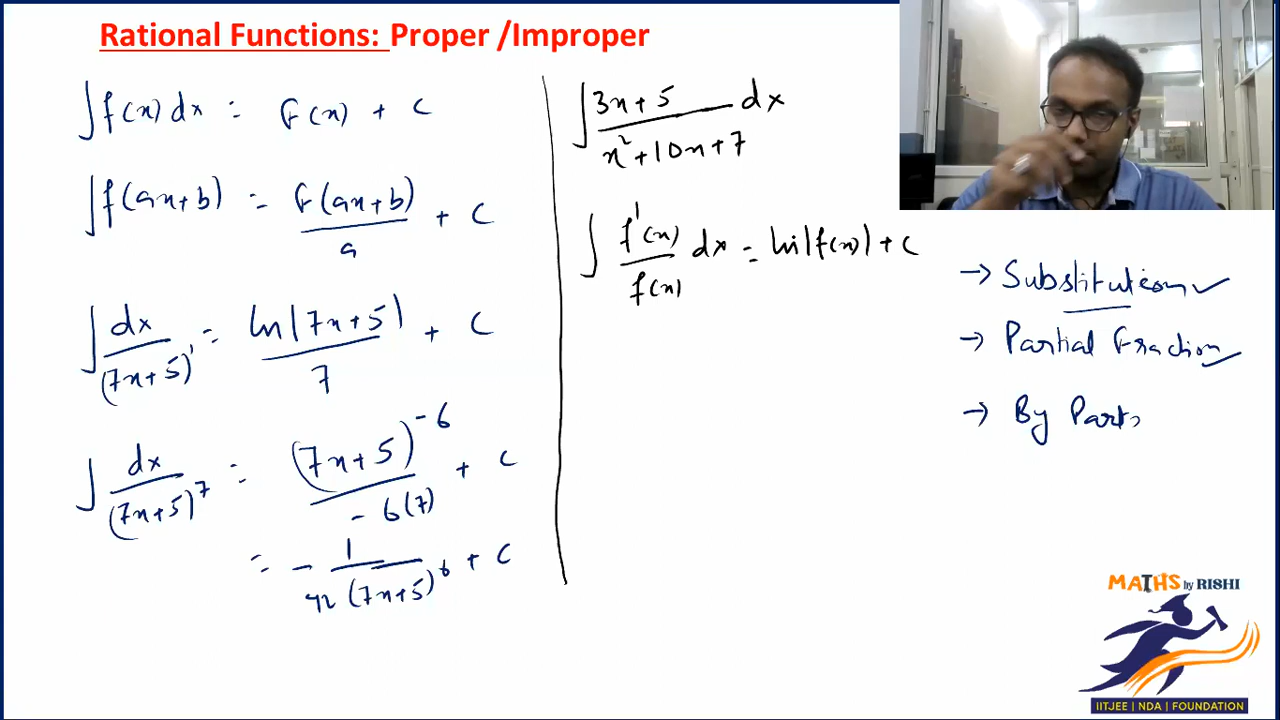 Rational Functions: Proper /Improper
∫f(x) dx = F(x) + C
∫f(ax+b) = F(ax+b)/a + C
∫dx/(7x+5)¹ = ln|7x+5|/7 + C
∫dx/(7x+5)⁷ = (7x+5)⁻⁶/-6(7) + C
= -1/42(7x+5)⁶ + C
∫(3x+5)/(x²+10x+7) dx
∫f'(x)/f(x) dx = ln|f(x)| + C
→ Substitution ✓
→ Partial Fraction ✓
→ By Parts
MATHS by RISHI
IITJEE | NDA | FOUNDATION